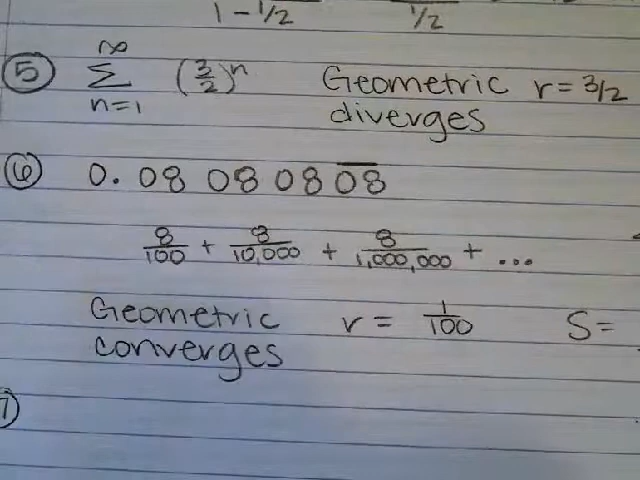 1 - 1/2 1/2
5 ∞ Σ n=1 (3/2)^n Geometric r = 3/2
diverges
6 0. 08 08 08 0̅8̅
8/100 + 8/10,000 + 8/1,000,000 + ...
Geometric r = 1/100 S =
converges
7